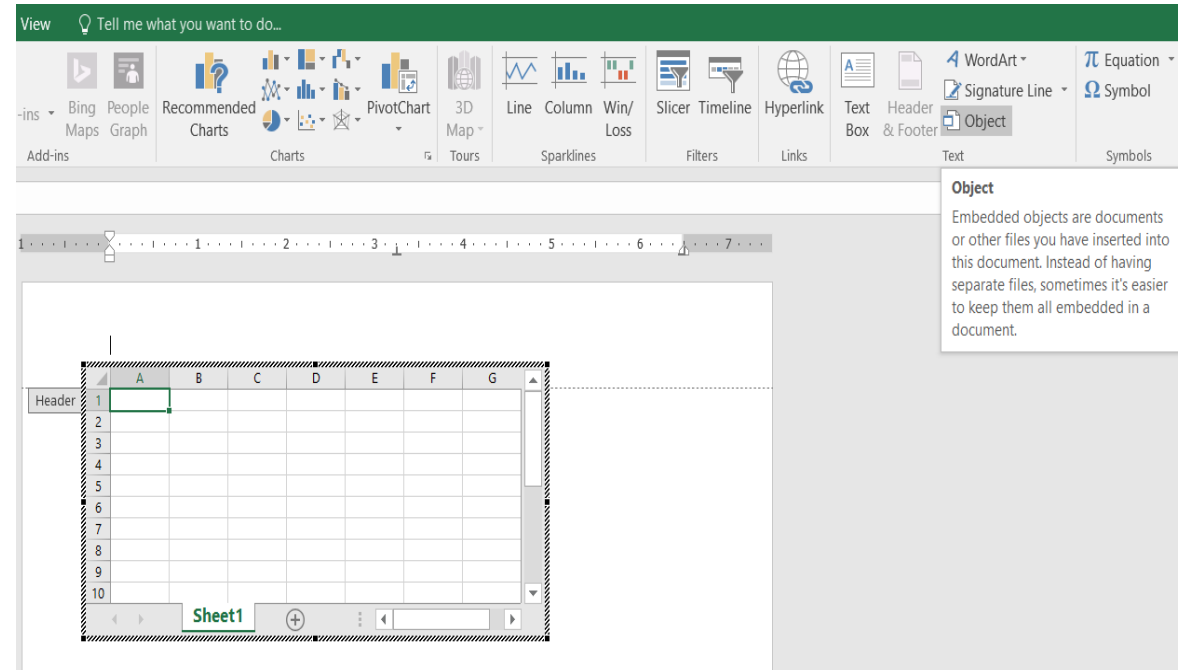 View Tell me what you want to do...
-ins Bing Maps People Graph Recommended Charts PivotChart 3D Map Line Column Win/ Loss Slicer Timeline Hyperlink Text Box Header & Footer
WordArt
Signature Line
Object
π Equation
Ω Symbol
Add-ins Charts Tours Sparklines Filters Links Text Symbols
Object
Embedded objects are documents
or other files you have inserted into
this document. Instead of having
separate files, sometimes it's easier
to keep them all embedded in a
document.
1 1 2 3 4 5 6 7
A B C D E F G
Header 1
2
3
4
5
6
7
8
9
10
Sheet1